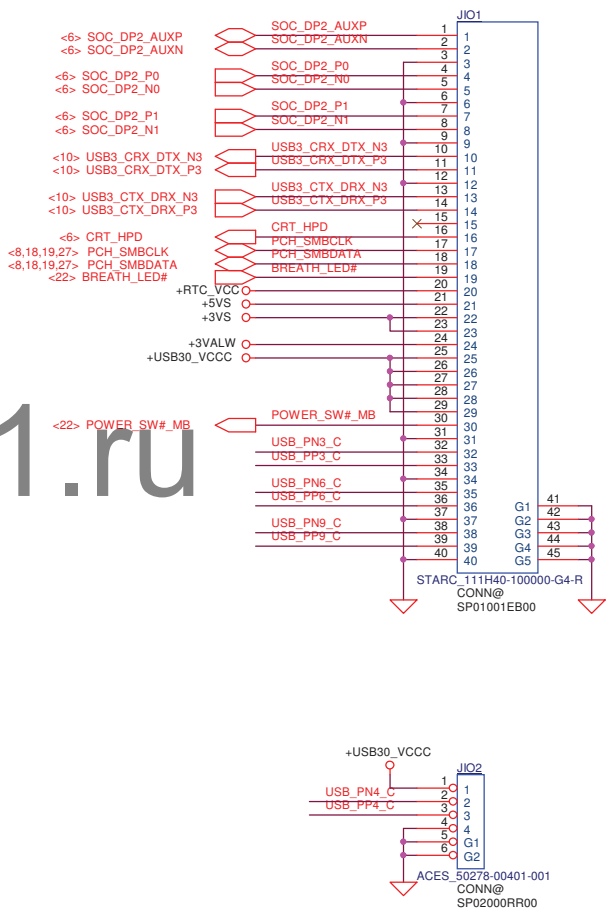 JIO1
SOC_DP2_AUXP
<6> SOC_DP2_AUXP 1 1
SOC_DP2_AUXN
<6> SOC_DP2_AUXN 2 2
3 3
SOC_DP2_P0
<6> SOC_DP2_P0 4 4
SOC_DP2_N0
<6> SOC_DP2_N0 5 5
6 6
SOC_DP2_P1
<6> SOC_DP2_P1 7 7
SOC_DP2_N1
<6> SOC_DP2_N1 8 8
9 9
USB3_CRX_DTX_N3
<10> USB3_CRX_DTX_N3 10 10
USB3_CRX_DTX_P3
<10> USB3_CRX_DTX_P3 11 11
12 12
USB3_CTX_DRX_N3
<10> USB3_CTX_DRX_N3 13 13
USB3_CTX_DRX_P3
<10> USB3_CTX_DRX_P3 14 14
15 15
CRT_HPD
<6> CRT_HPD 16 16
PCH_SMBCLK
<8,18,19,27> PCH_SMBCLK 17 17
PCH_SMBDATA
<8,18,19,27> PCH_SMBDATA 18 18
BREATH_LED#
<22> BREATH_LED# 19 19
+RTC_VCC 20 20
+5VS 21 21
+3VS 22 22
23 23
+3VALW 24 24
+USB30_VCCC 25 25
26 26
27 27
28 28
29 29
POWER_SW#_MB
<22> POWER_SW#_MB 30 30
31 31
USB_PN3_C 32 32
USB_PP3_C 33 33
34 34
USB_PN6_C 35 35
USB_PP6_C 36 36
37 37
USB_PN9_C 38 38
USB_PP9_C 39 39
40 40
G1 41
G2 42
G3 43
G4 44
G5 45
1.ru
STARC_111H40-100000-G4-R
CONN@
SP01001EB00
+USB30_VCCC
JIO2
1 1
USB_PN4_C 2 2
USB_PP4_C 3 3
4 4
5 G1
6 G2
ACES_50278-00401-001
CONN@
SP02000RR00